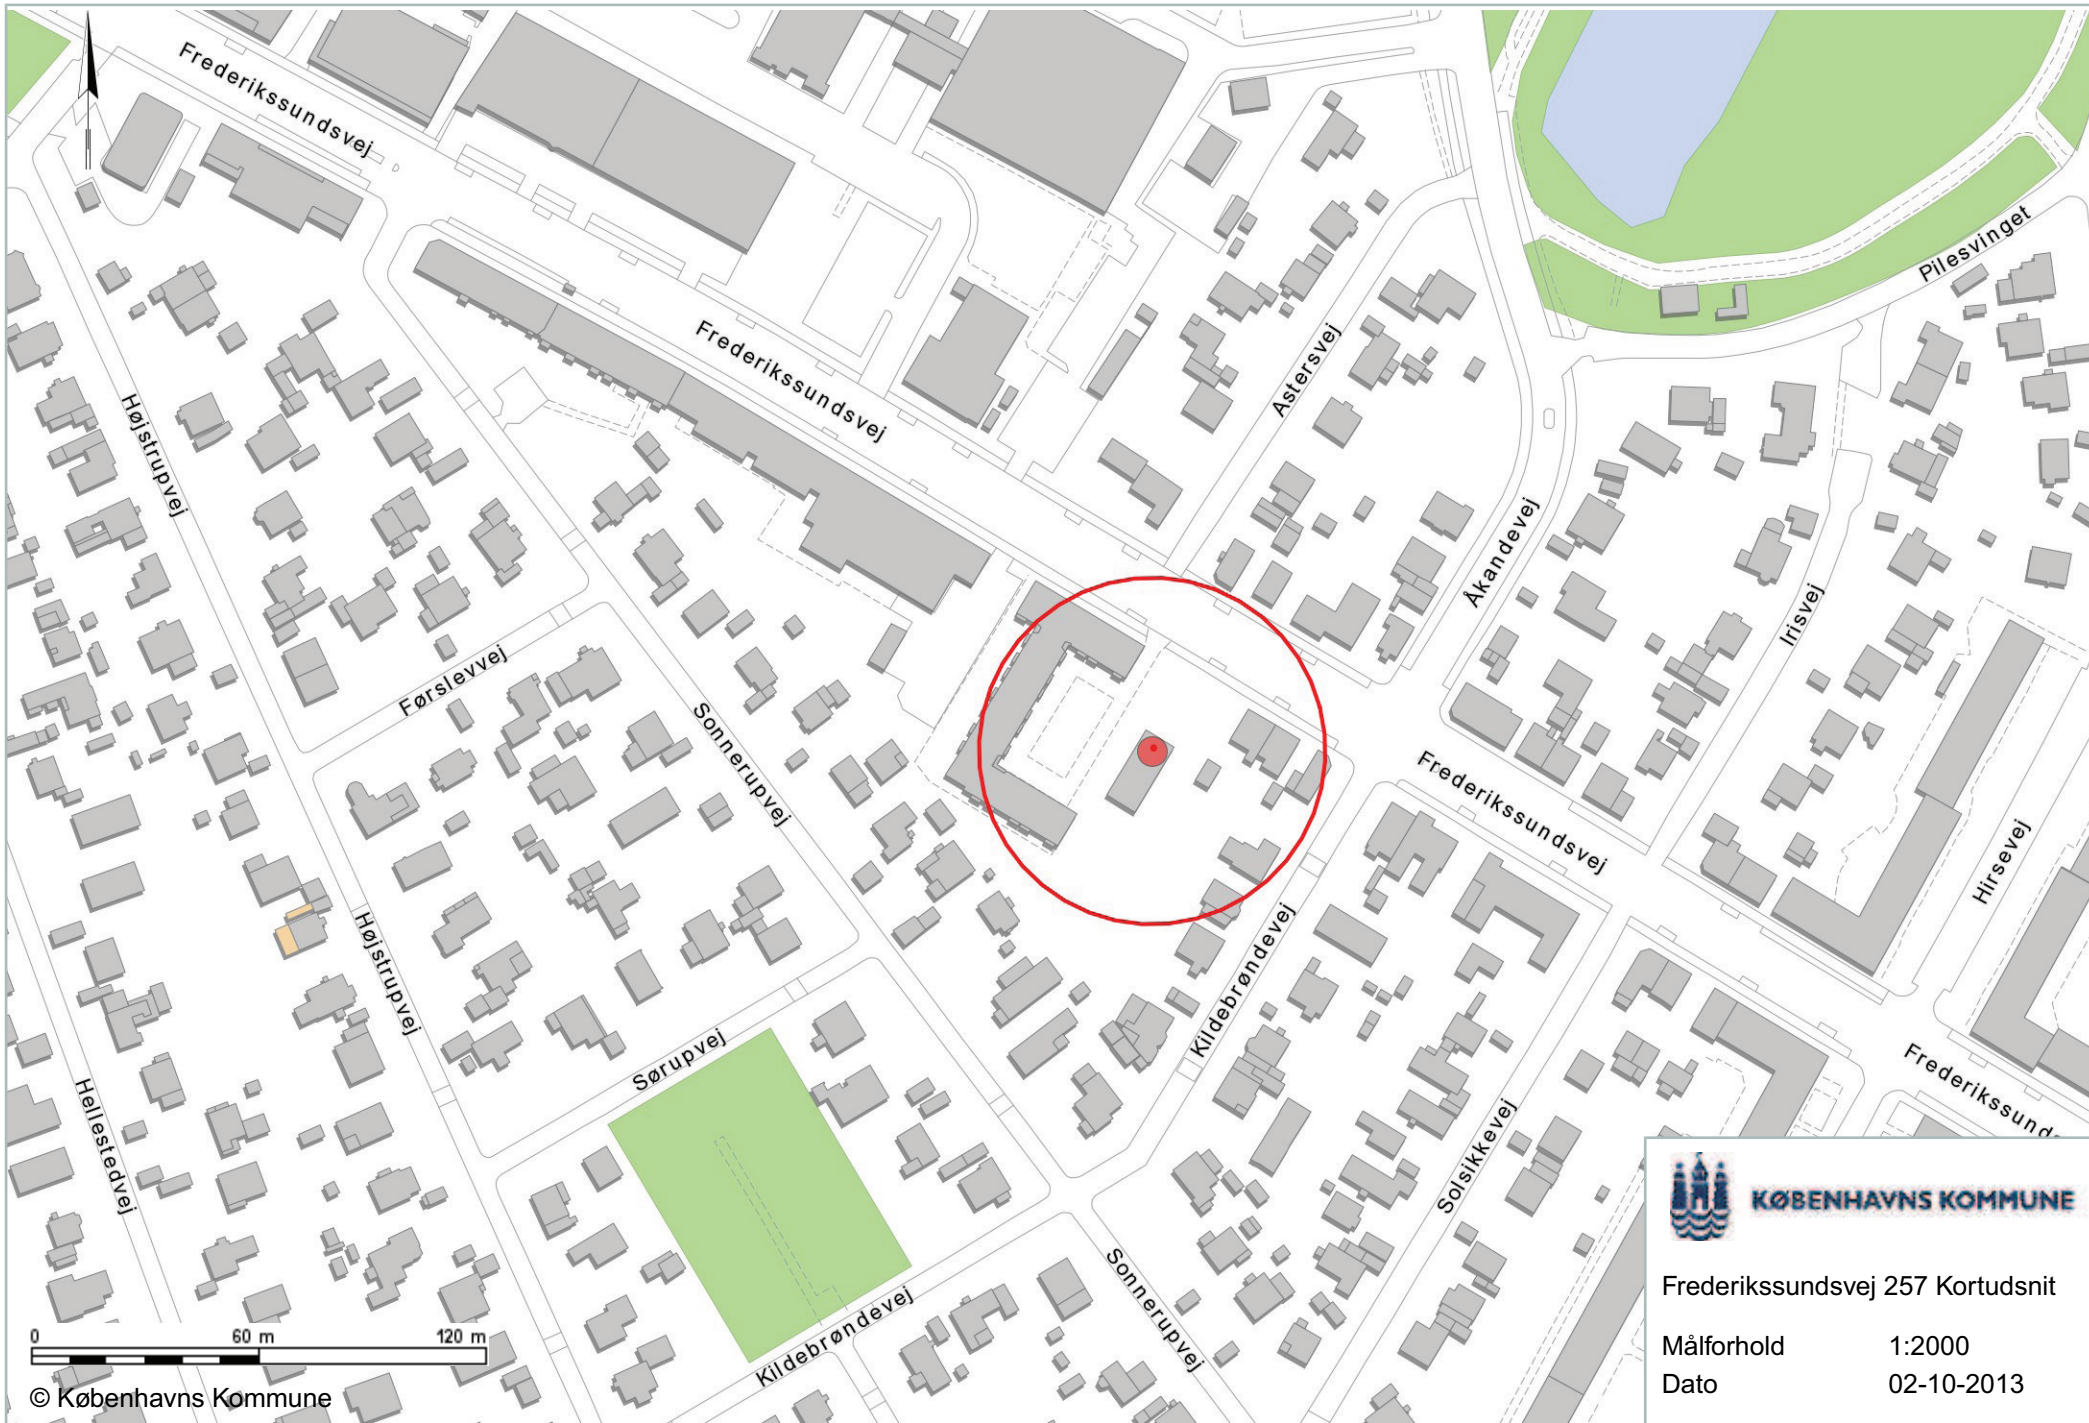 Frederikssundsvej
Pilesvinget
Frederikssundsvej
Astersvej
Højstrupvej
Åkandevej
Irisvej
Førslevvej
Sonnerupvej
Frederikssundsvej
Hirsevej
Højstrupvej
Kildebrøndevej
Sørupvej
Hellestedvej
Frederikssunds
Solsikkevej
Sonnerupvej
Kildebrøndevej
KØBENHAVNS KOMMUNE
Frederikssundsvej 257 Kortudsnit
Målforhold 1:2000
Dato 02-10-2013
0 60 m 120 m
© Københavns Kommune